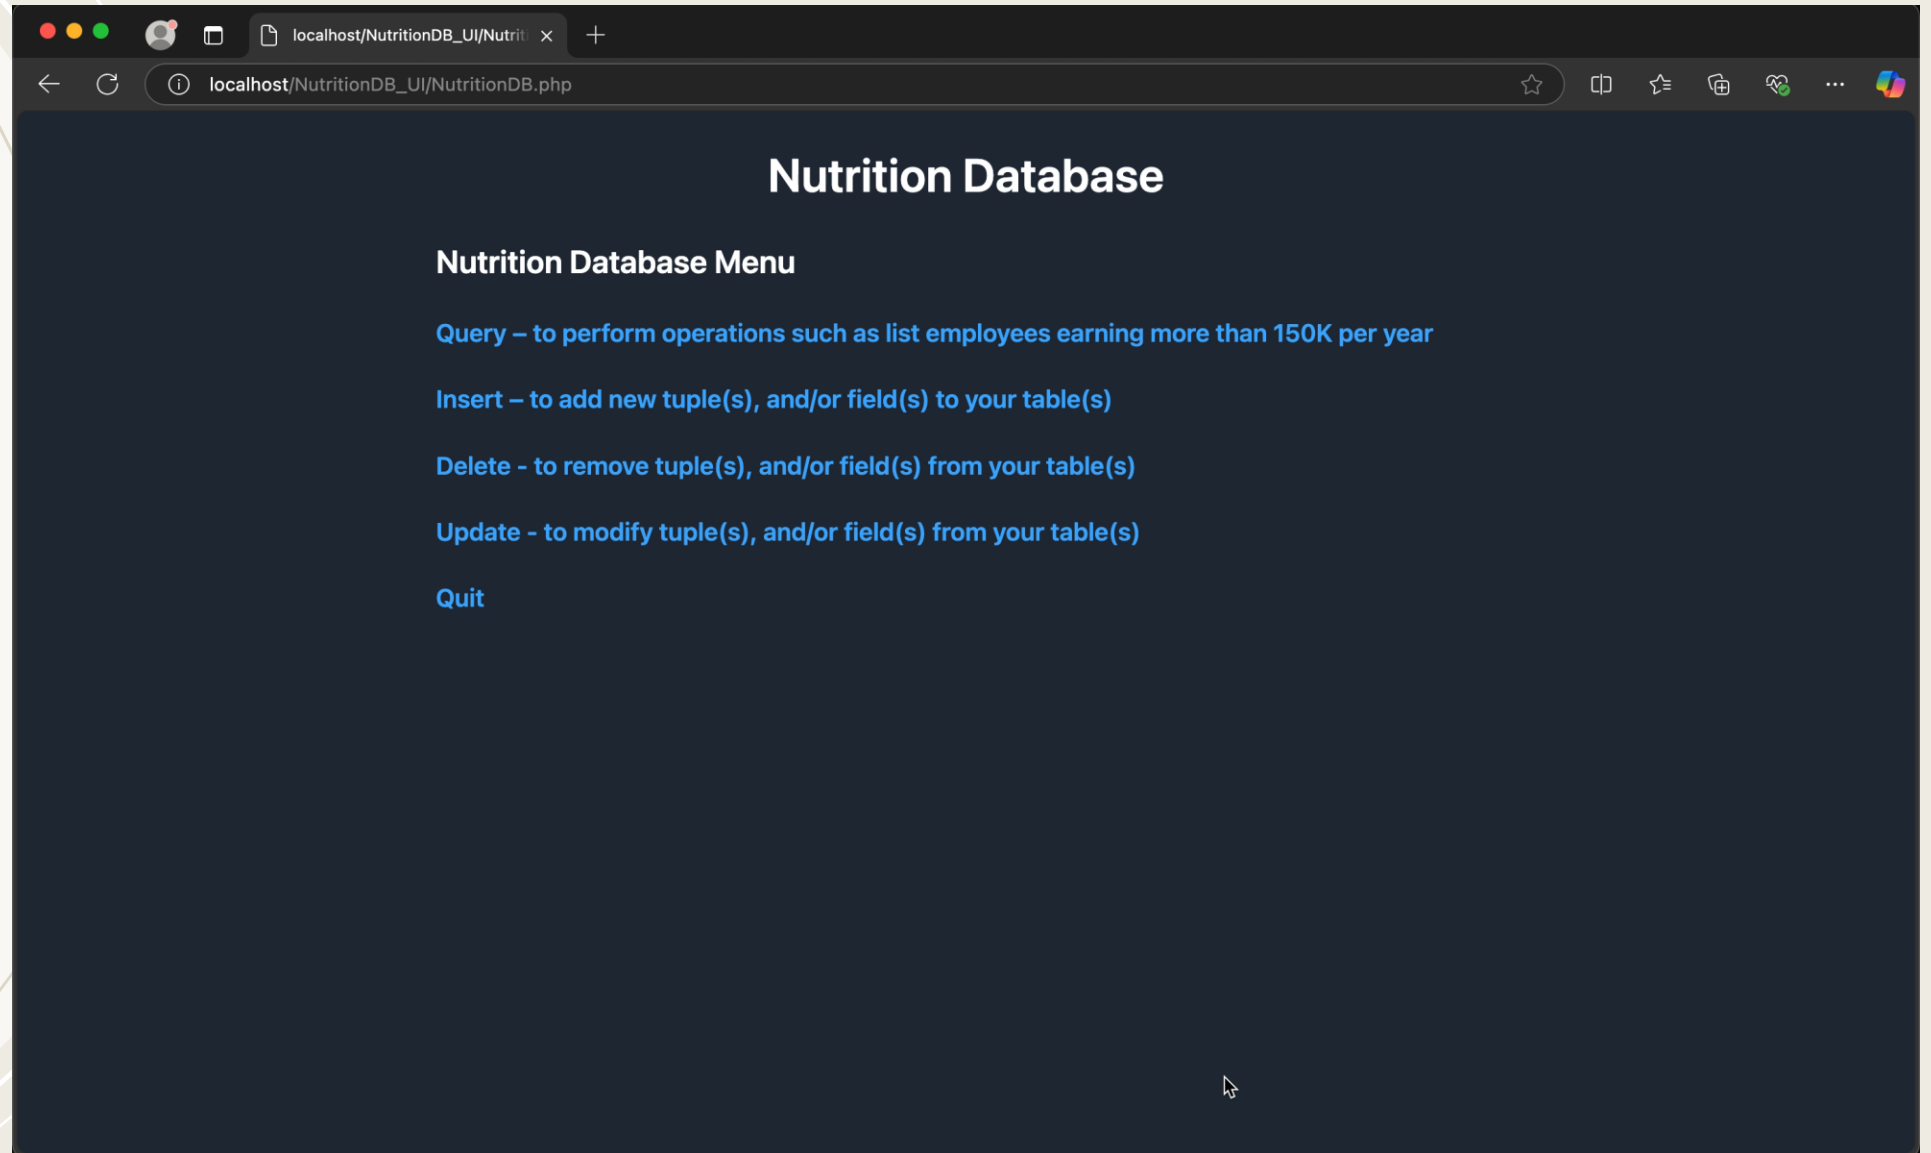 localhost/NutritionDB_UI/Nutriti
localhost/NutritionDB_UI/NutritionDB.php
Nutrition Database
Nutrition Database Menu
Query – to perform operations such as list employees earning more than 150K per year
Insert – to add new tuple(s), and/or field(s) to your table(s)
Delete - to remove tuple(s), and/or field(s) from your table(s)
Update - to modify tuple(s), and/or field(s) from your table(s)
Quit